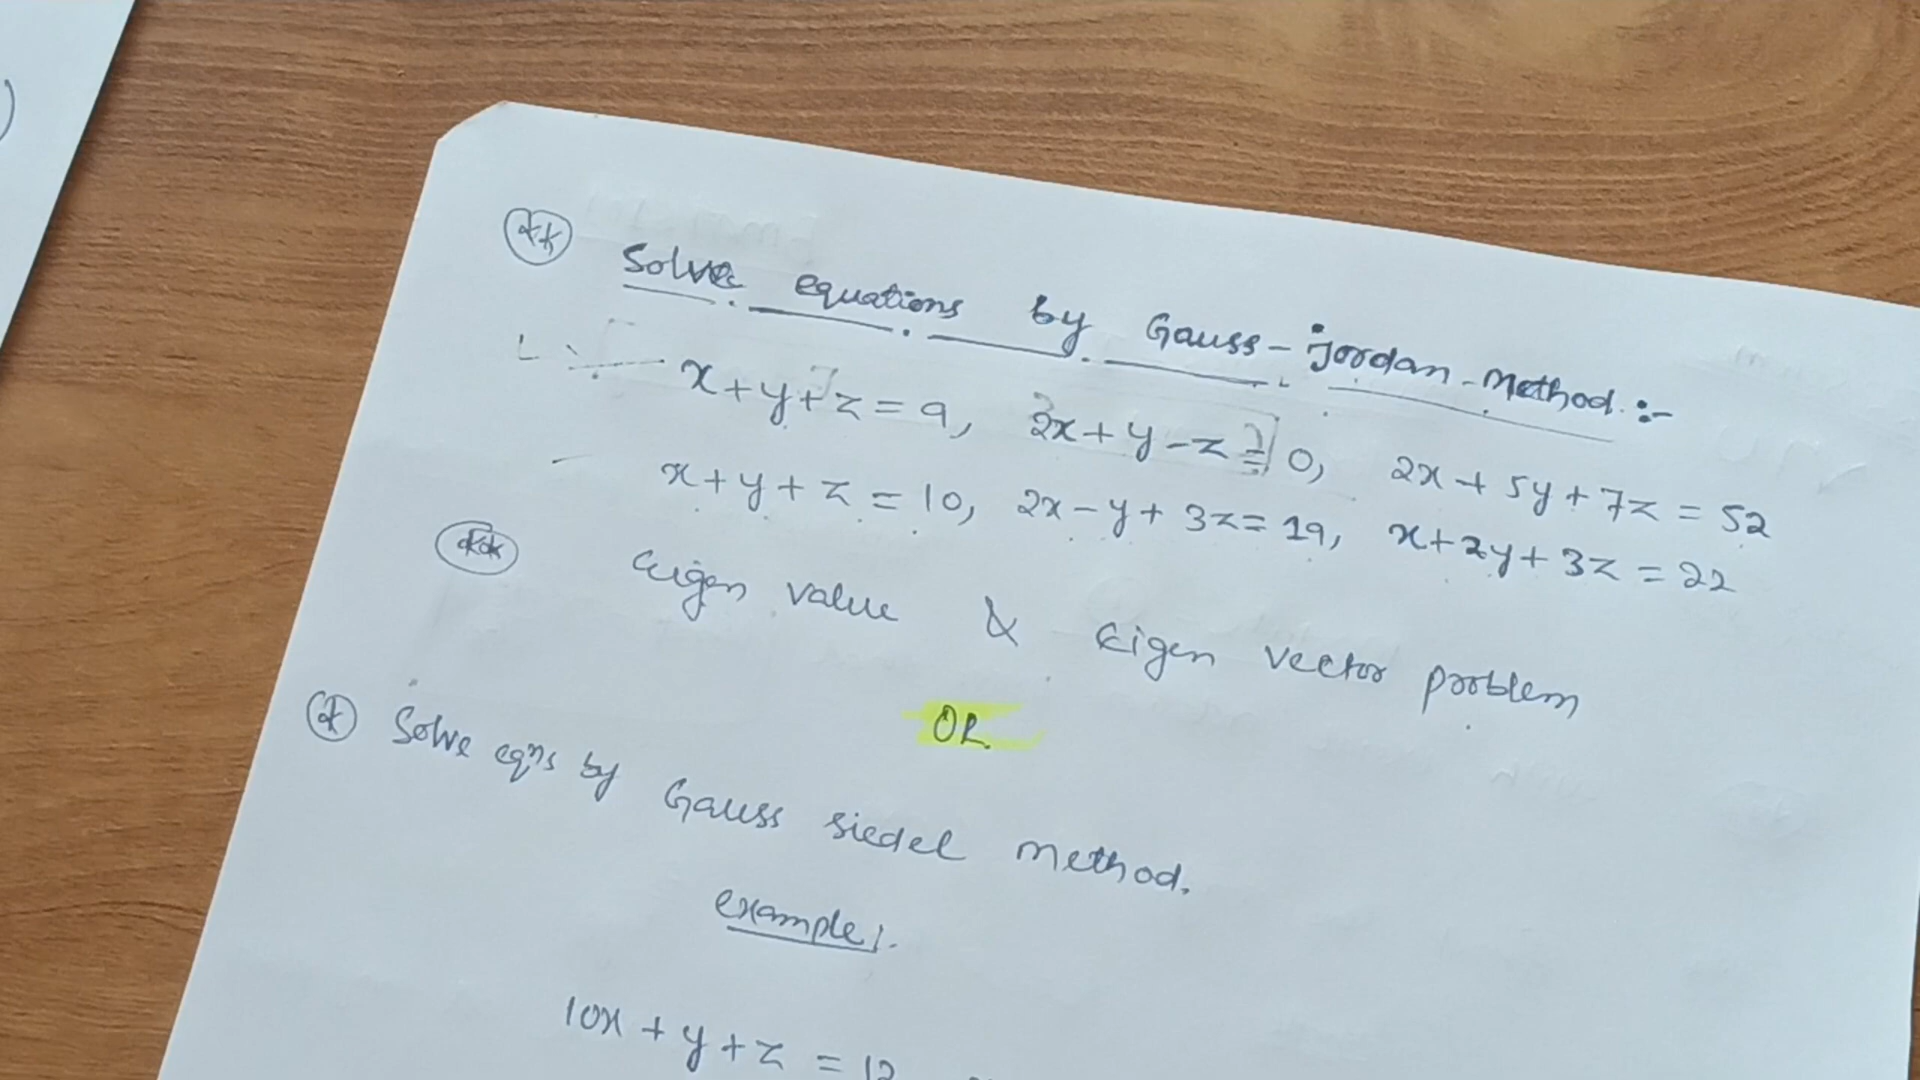 Solve equations by Gauss-Jordan-Method:-
x+y+z=9, 2x+y-z=0, 2x+5y+7z=52
x+y+z=10, 2x-y+3z=19, x+2y+3z=22
Eigen value & Eigen vector problem
OR
Solve eqns by Gauss siedel method.
example:
10x+y+z=12